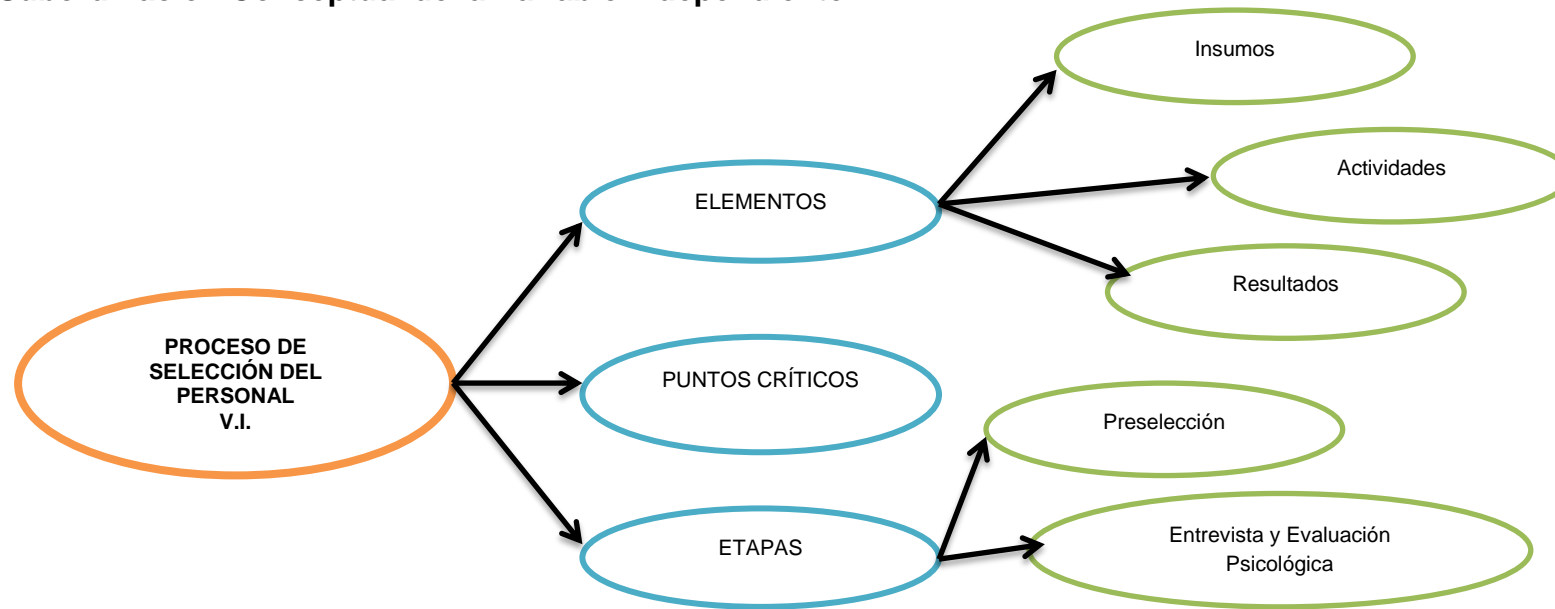 Insumos
Actividades
ELEMENTOS
Resultados
PROCESO DE
SELECCIÓN DEL
PERSONAL
V.I.
PUNTOS CRÍTICOS
Preselección
ETAPAS
Entrevista y Evaluación
Psicológica